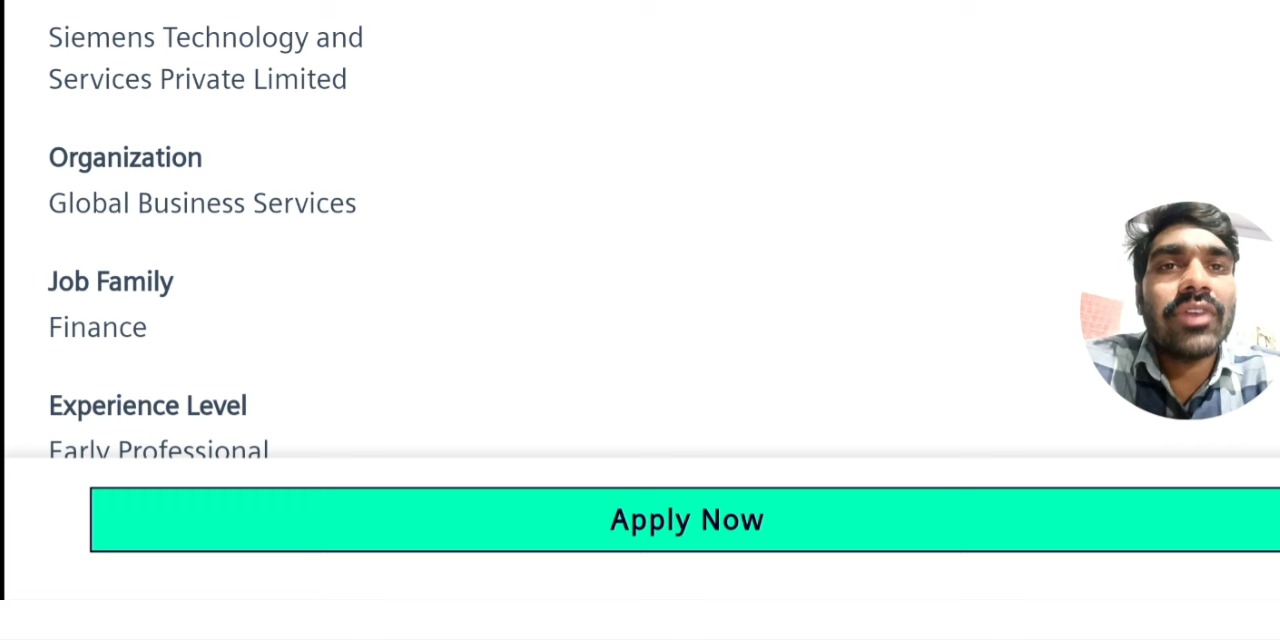 Siemens Technology and
Services Private Limited
Organization
Global Business Services
Job Family
Finance
Experience Level
Early Professional
Apply Now